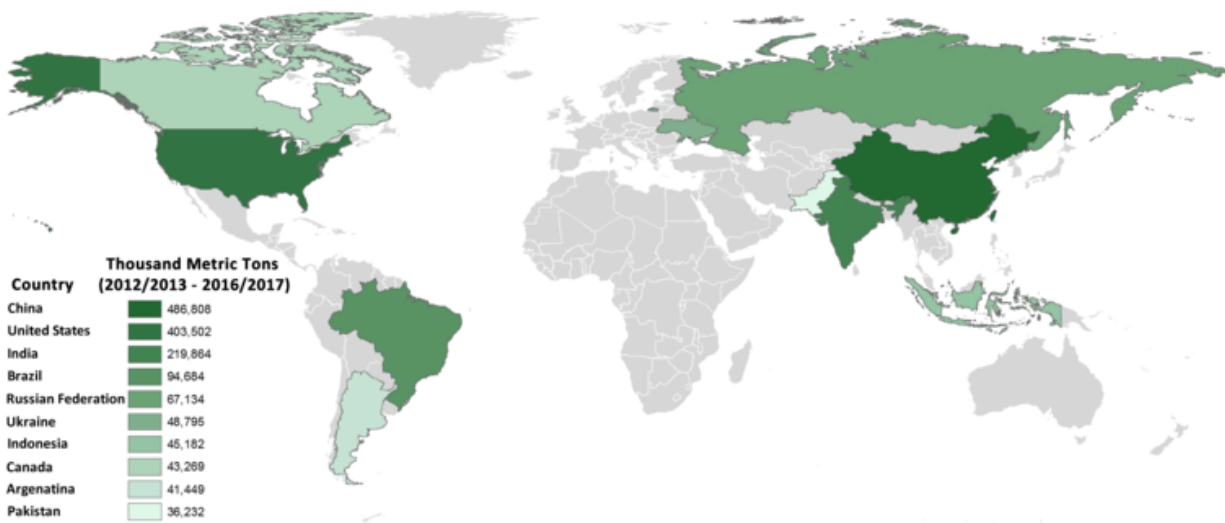 Thousand Metric Tons
Country (2012/2013 - 2016/2017)
China 486,808
United States 403,502
India 219,864
Brazil 94,684
Russian Federation 67,134
Ukraine 48,795
Indonesia 45,182
Canada 43,269
Argenatina 41,449
Pakistan 36,232